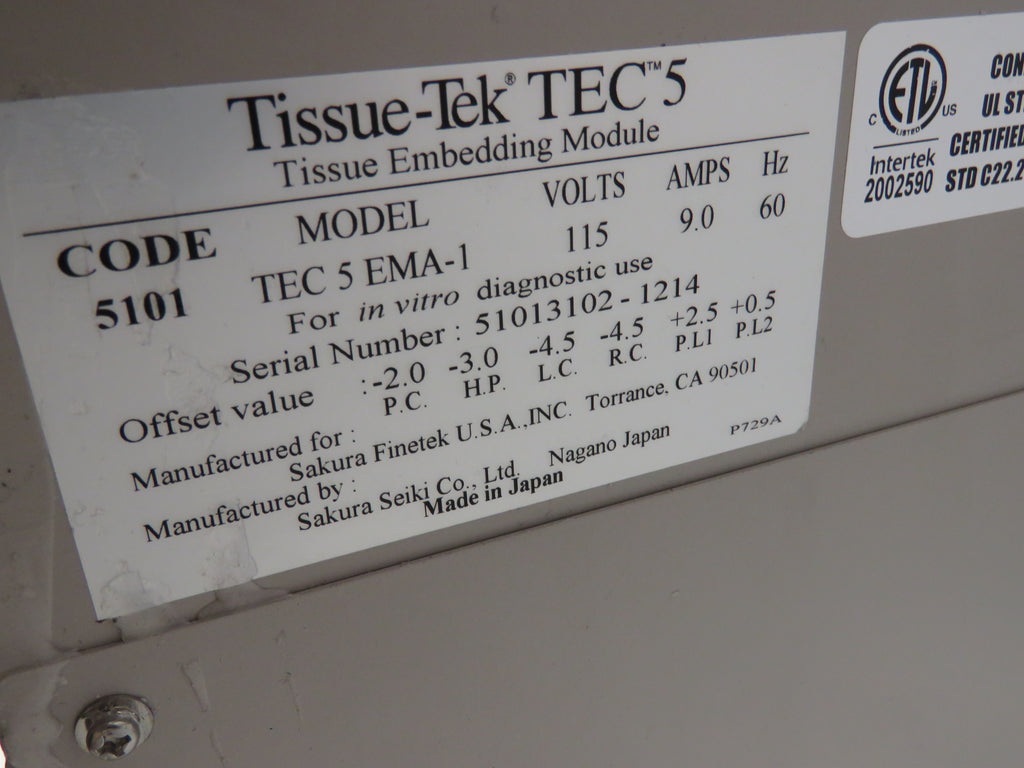 Tissue-Tek® TEC™ 5
Tissue Embedding Module
CODE MODEL VOLTS AMPS Hz
5101 TEC 5 EMA-1 115 9.0 60
For in vitro diagnostic use
Serial Number : 51013102 - 1214
Offset value :-2.0 -3.0 -4.5 -4.5 +2.5 +0.5
P.C. H.P. L.C. R.C. P.L1 P.L2
Manufactured for :
Sakura Finetek U.S.A.,INC. Torrance, CA 90501
Manufactured by :
Sakura Seiki Co., Ltd. Nagano Japan
Made in Japan
P729A
C ETL US
LISTED
Intertek
2002590
CON
UL ST
CERTIFIED
STD C22.2